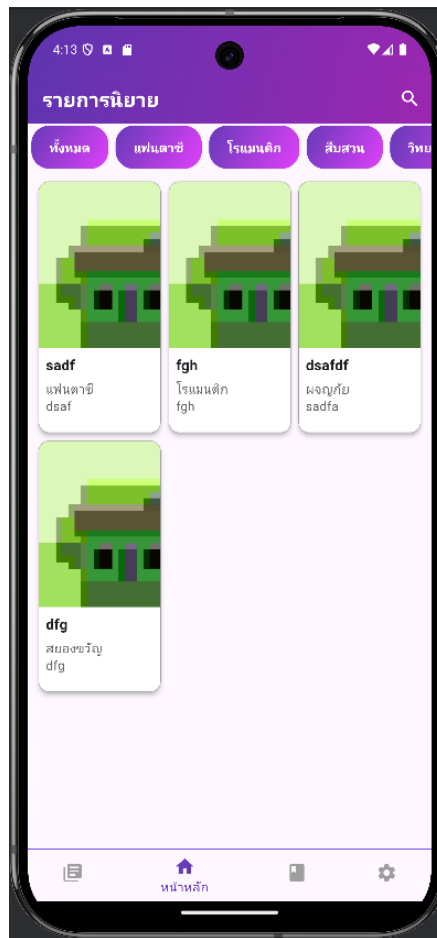 4:13
รายการนิยาย
ทั้งหมด แฟนตาซี โรแมนติก สืบสวน วิทย
sadf fgh dsafdf
แฟนตาซี โรแมนติก ผจญภัย
dsaf fgh sadfa
dfg
สยองขวัญ
dfg
หน้าหลัก